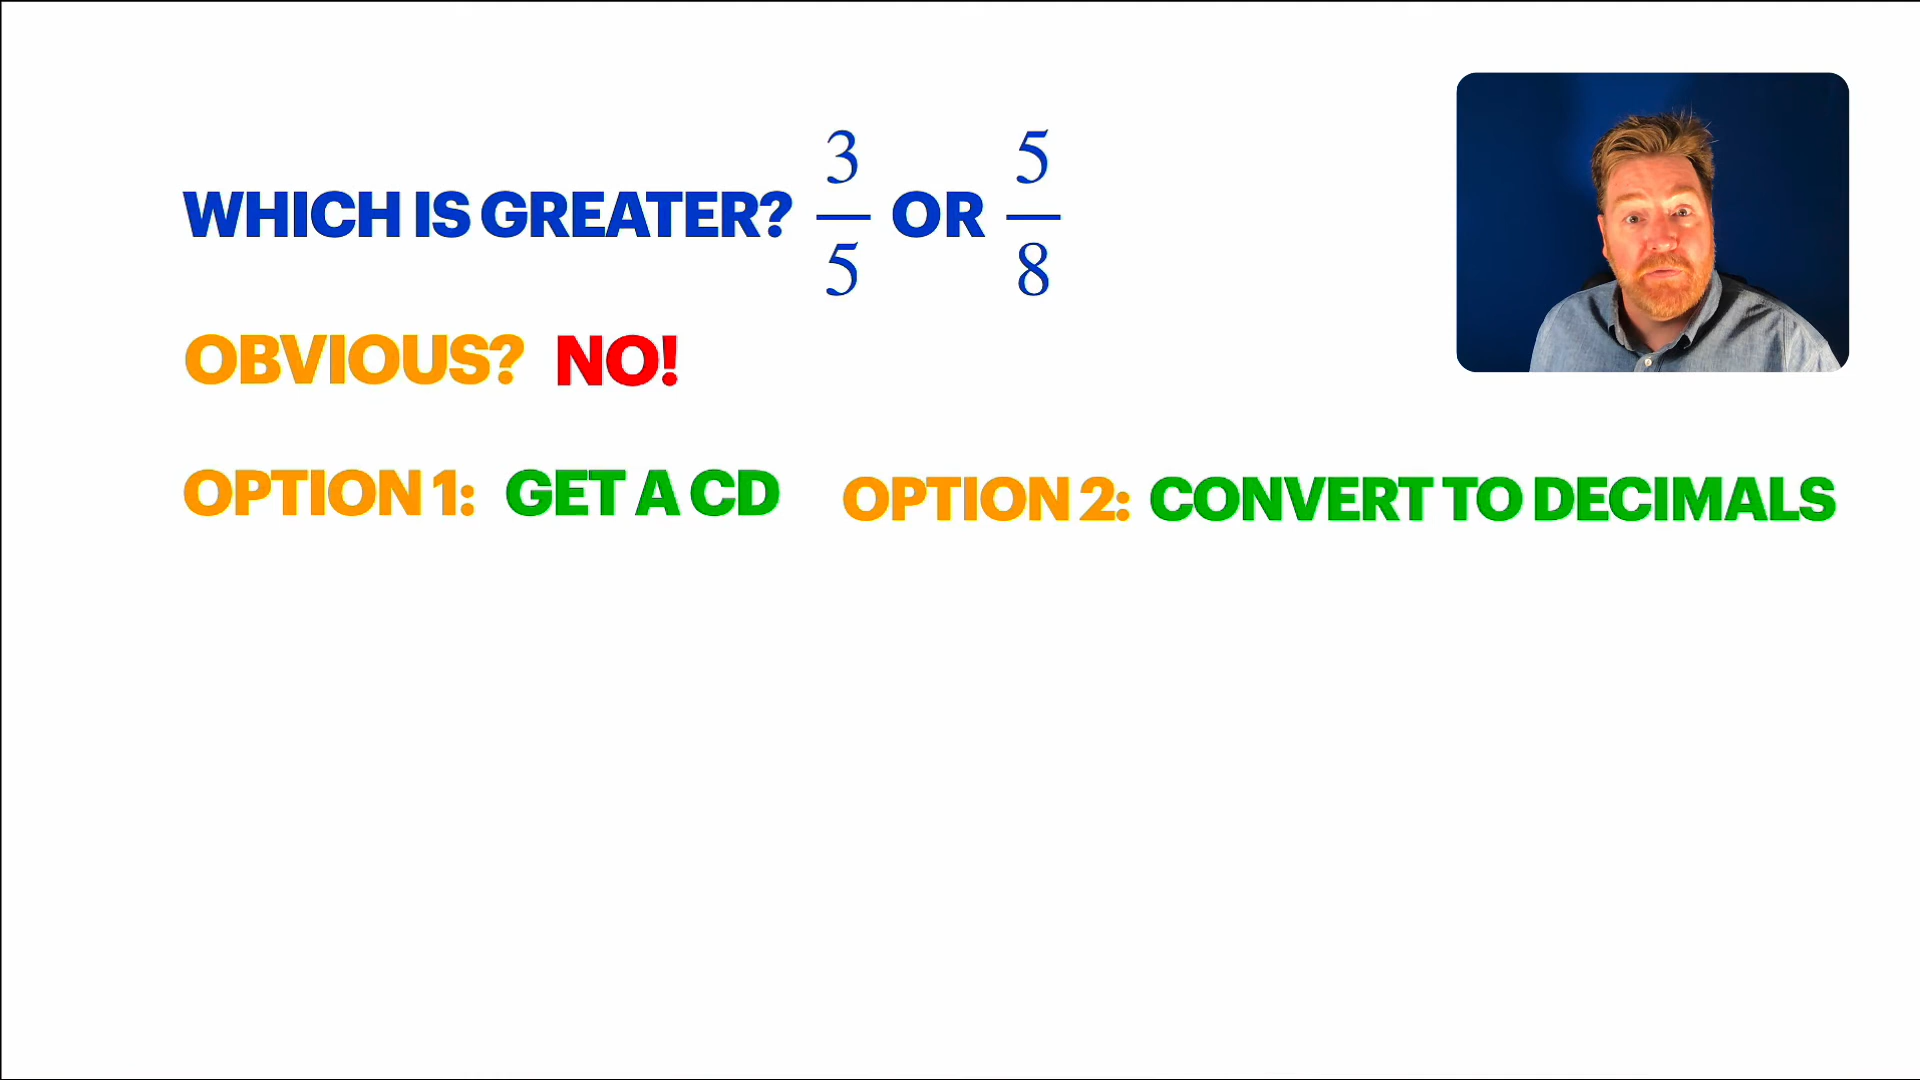 WHICH IS GREATER? 3/5 OR 5/8
OBVIOUS? NO!
OPTION 1: GET A CD OPTION 2: CONVERT TO DECIMALS